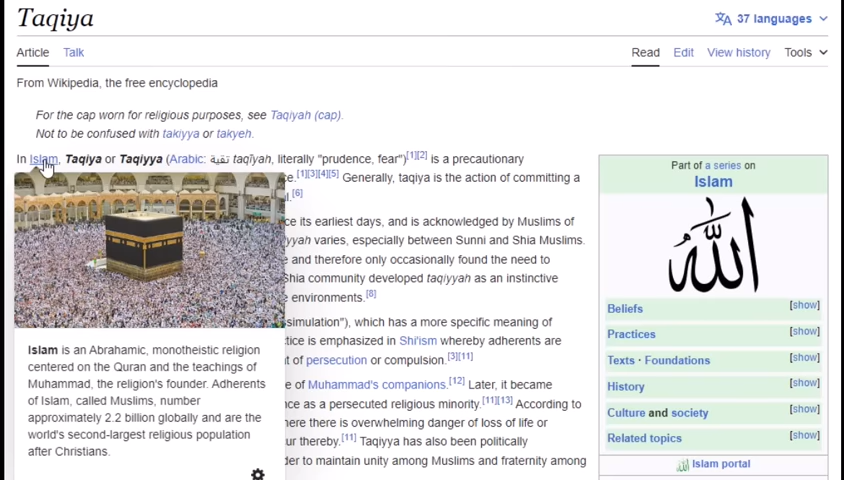 Taqiya
37 languages
Article Talk Read Edit View history Tools
From Wikipedia, the free encyclopedia
For the cap worn for religious purposes, see Taqiyah (cap).
Not to be confused with takiyya or takyeh.
In Islam, Taqiya or Taqiyya (Arabic: تقية taqīyah, literally "prudence, fear")[1][2] is a precautionary
ce.[1][3][4][5] Generally, taqiya is the action of committing a
l.[6]
ce its earliest days, and is acknowledged by Muslims of
yyah varies, especially between Sunni and Shia Muslims.
e and therefore only occasionally found the need to
Shia community developed taqiyyah as an instinctive
e environments.[8]
simulation"), which has a more specific meaning of
ctice is emphasized in Shi'ism whereby adherents are
t of persecution or compulsion.[3][11]
e of Muhammad's companions.[12] Later, it became
nce as a persecuted religious minority.[11][13] According to
here there is overwhelming danger of loss of life or
ur thereby.[11] Taqiyya has also been politically
der to maintain unity among Muslims and fraternity among
Islam is an Abrahamic, monotheistic religion
centered on the Quran and the teachings of
Muhammad, the religion's founder. Adherents
of Islam, called Muslims, number
approximately 2.2 billion globally and are the
world's second-largest religious population
after Christians.
Part of a series on
Islam
الله
Beliefs [show]
Practices [show]
Texts · Foundations [show]
History [show]
Culture and society [show]
Related topics [show]
Islam portal